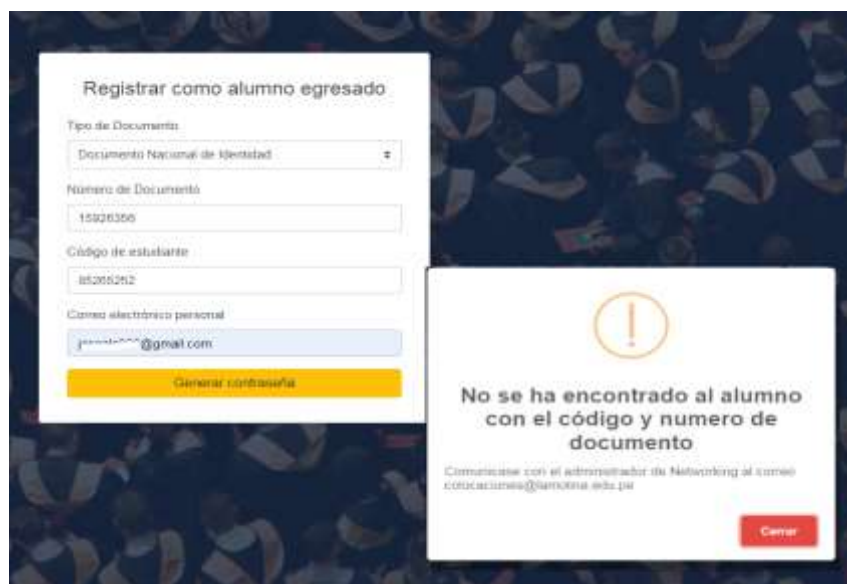 Registrar como alumno egresado
Tipo de Documento
Documento Nacional de Identidad
Número de Documento
15926356
Código de estudiante
85265252
Correo electrónico personal
@gmail.com
Generar contraseña
No se ha encontrado al alumno
con el código y numero de
documento
Comunicase con el administrador de Networking al correo
colocaciones@lamolina.edu.pe
Cerrar